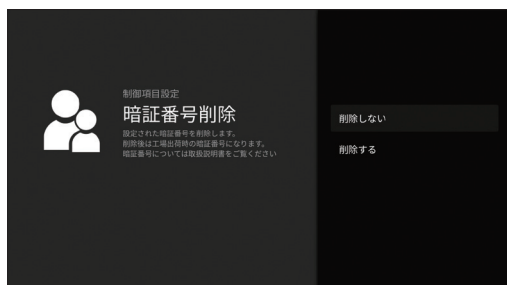 制御項目設定
暗証番号削除
設定された暗証番号を削除します。
削除後は工場出荷時の暗証番号になります。
暗証番号については取扱説明書をご覧ください
削除しない
削除する